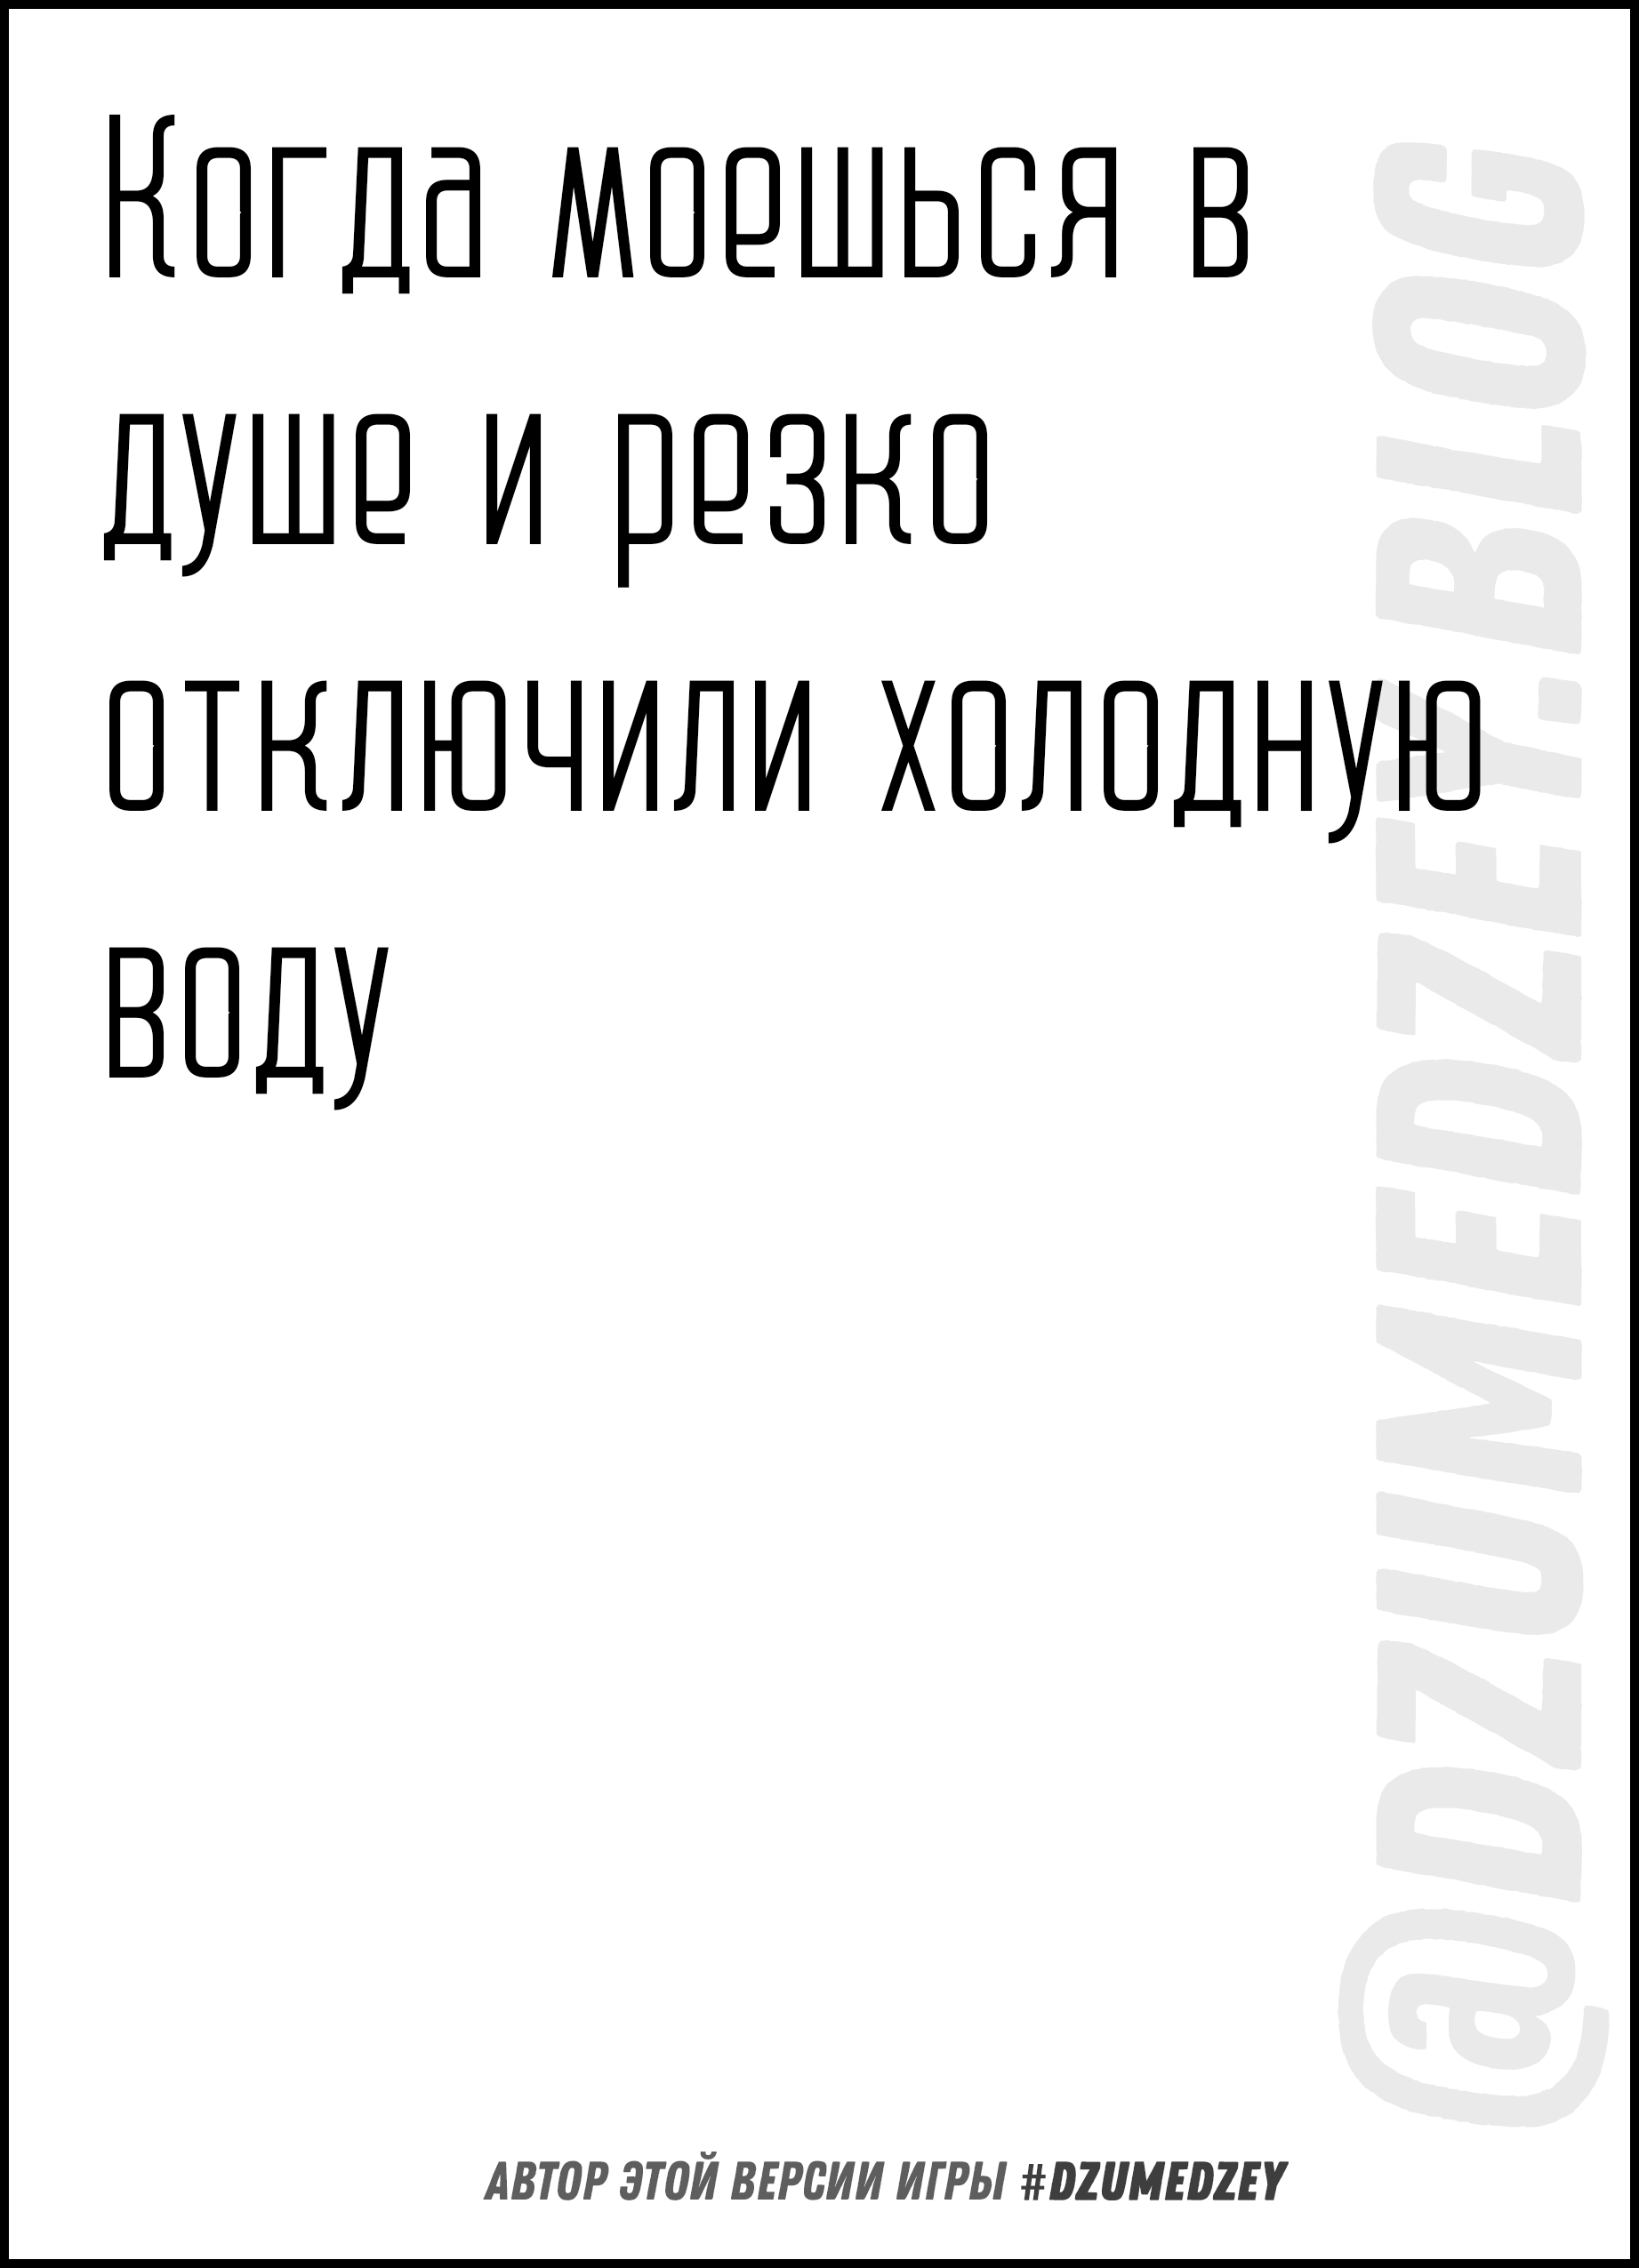 Когда моешься в
душе и резко
отключили холодную
воду
@DZUMEDZEY.BLOG
АВТОР ЭТОЙ ВЕРСИИ ИГРЫ #DZUMEDZEY